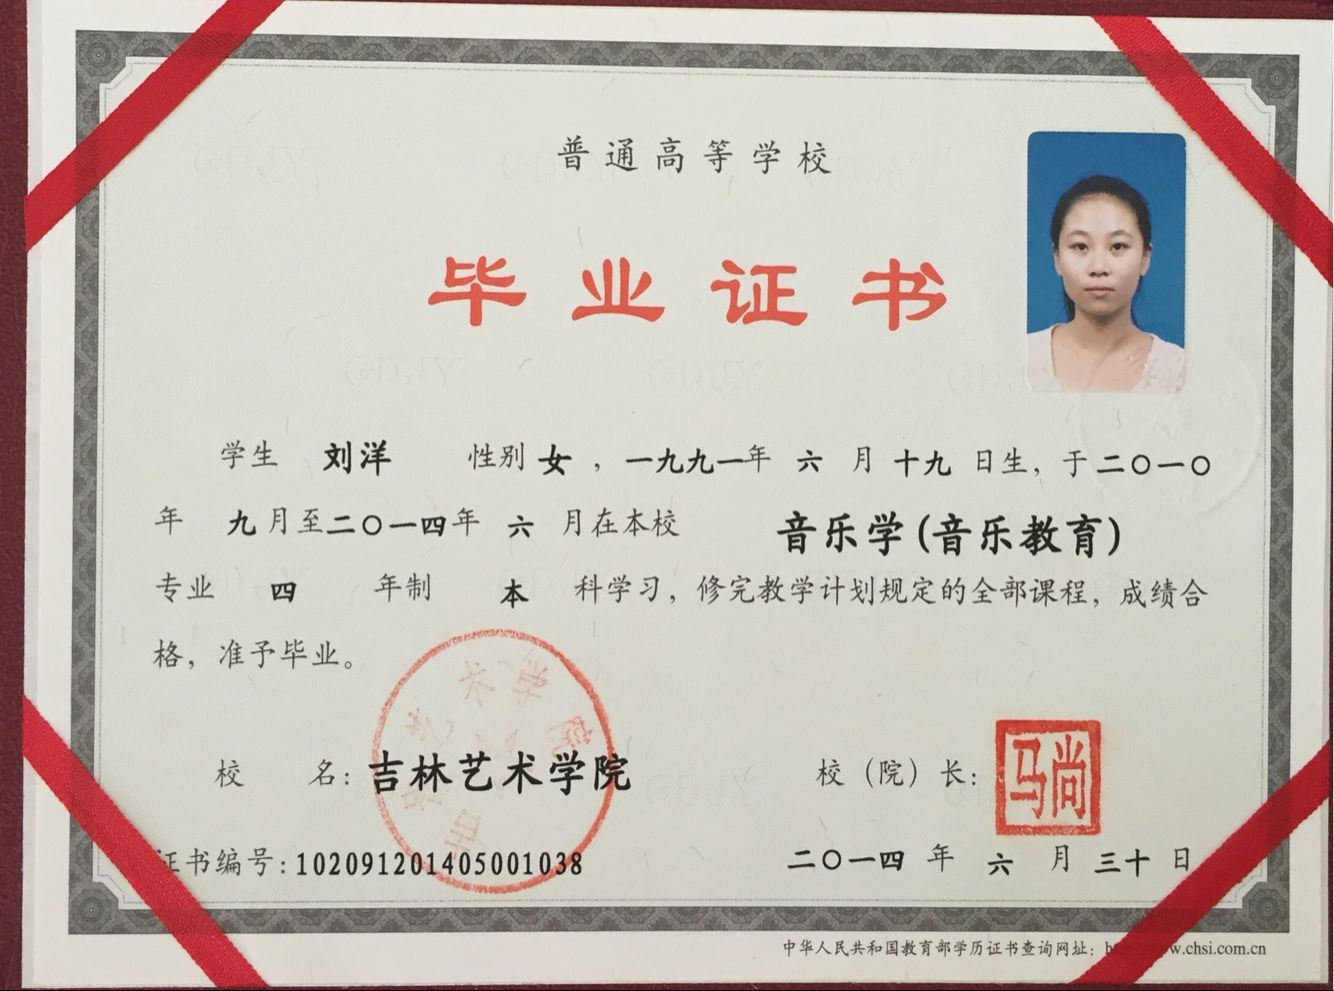 普通高等学校
毕业证书
学生 刘洋 性别 女，一九九一年 六 月 十九 日生，于二〇一〇
年 九月至二〇一四年 六 月在本校 音乐学(音乐教育)
专业 四 年制 本 科学习，修完教学计划规定的全部课程，成绩合
格，准予毕业。
校 名：吉林艺术学院
校（院）长：
马尚
证书编号:102091201405001038
二〇一四 年 六 月 三十 日
中华人民共和国教育部学历证书查询网址：
www.chsi.com.cn